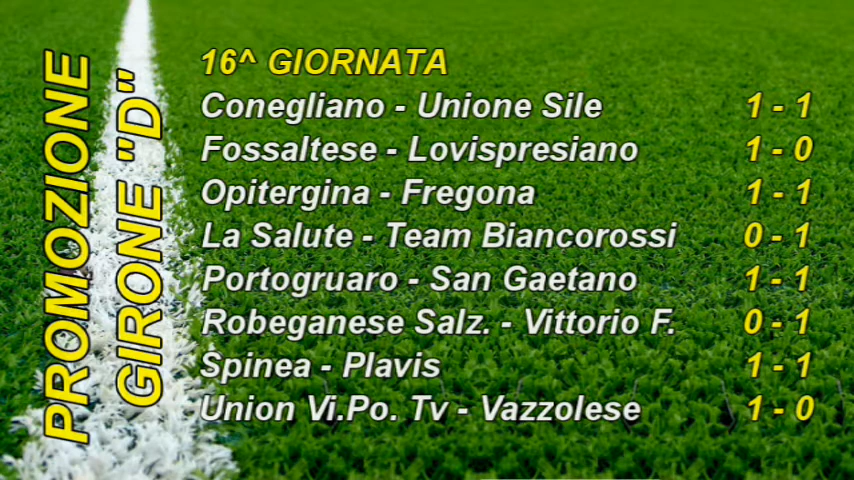 PROMOZIONE
GIRONE "D"
16^ GIORNATA
Conegliano - Unione Sile 1 - 1
Fossaltese - Lovispresiano 1 - 0
Opitergina - Fregona 1 - 1
La Salute - Team Biancorossi 0 - 1
Portogruaro - San Gaetano 1 - 1
Robeganese Salz. - Vittorio F. 0 - 1
Spinea - Plavis 1 - 1
Union Vi.Po. Tv - Vazzolese 1 - 0